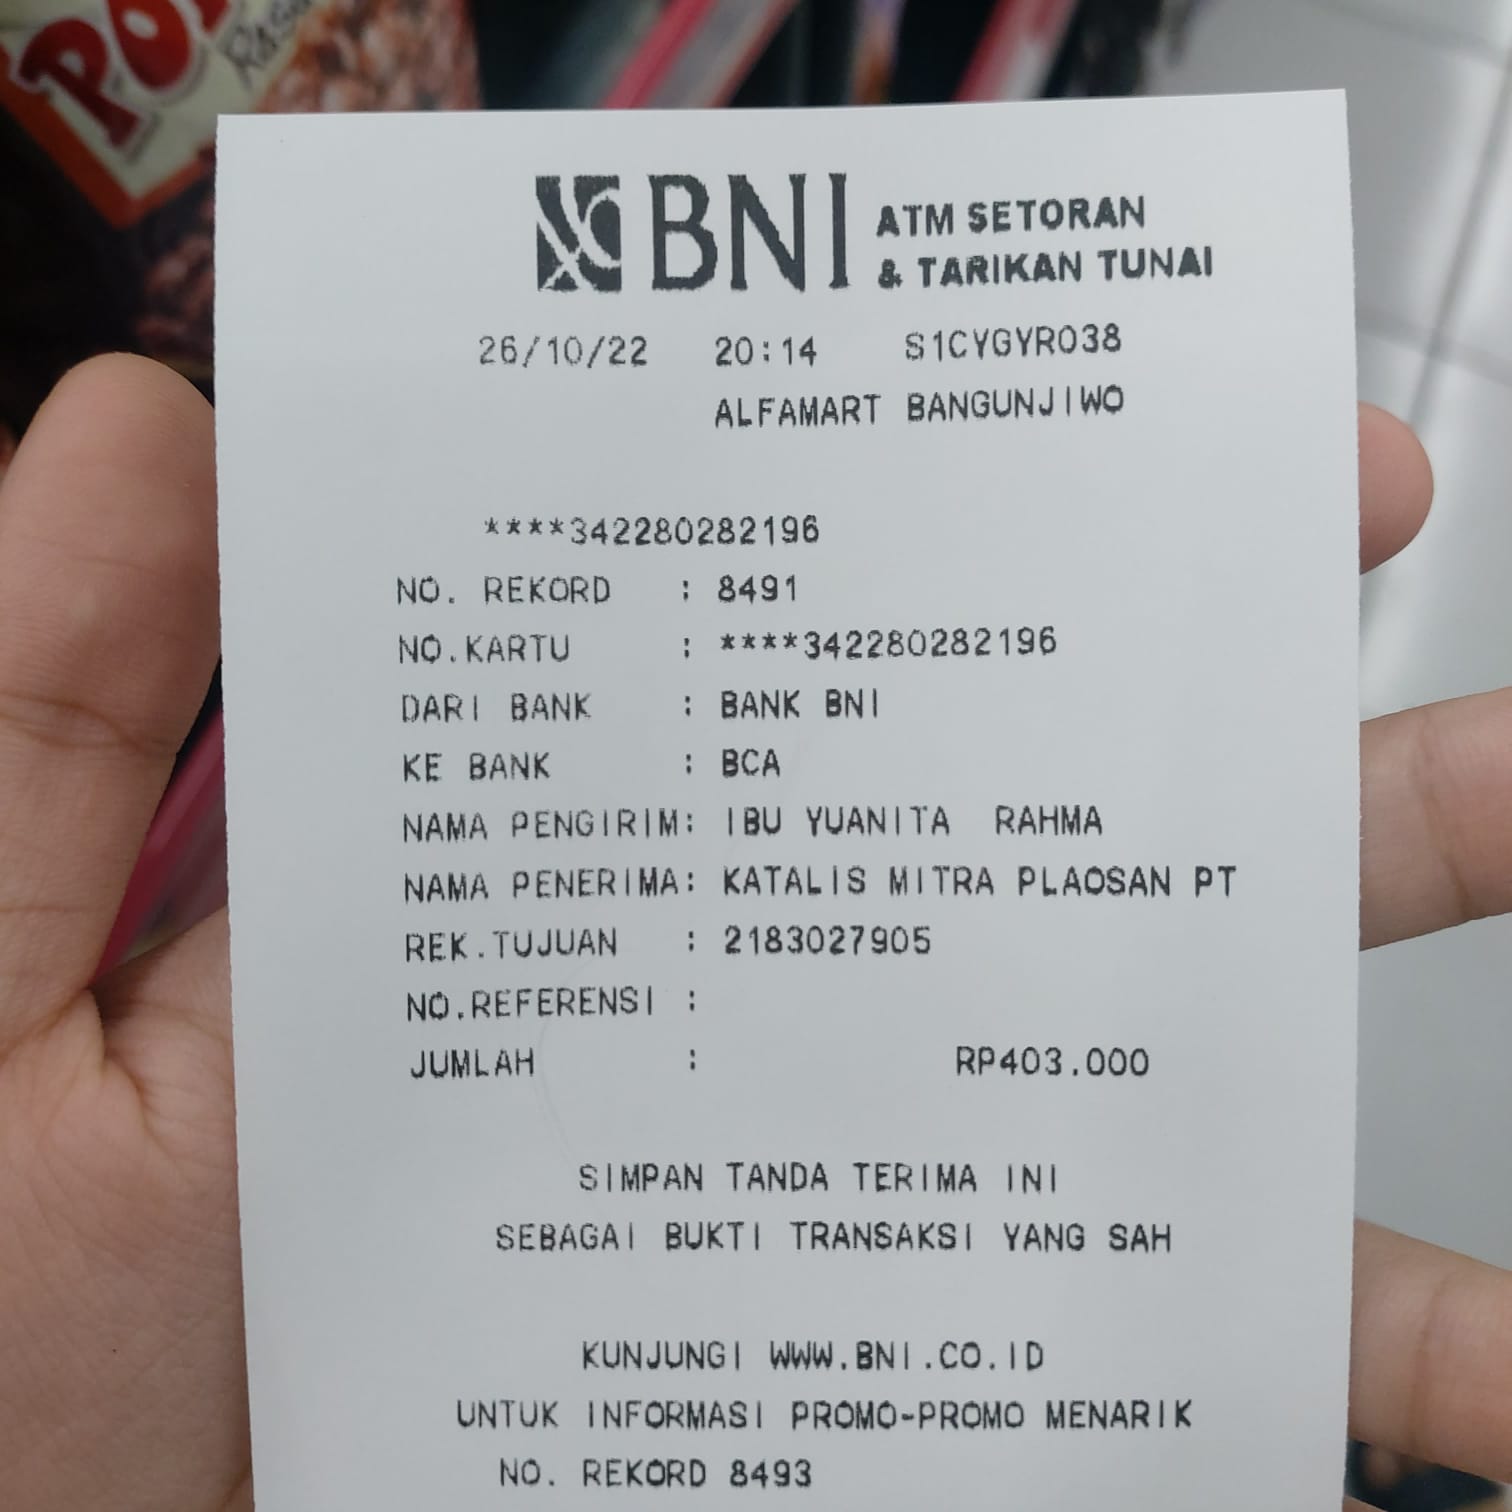 PO
Rasa
BNI ATM SETORAN
& TARIKAN TUNAI
26/10/22 20:14 S1CYGYR038
ALFAMART BANGUNJIWO
****342280282196
NO. REKORD : 8491
NO.KARTU : ****342280282196
DARI BANK : BANK BNI
KE BANK : BCA
NAMA PENGIRIM: IBU YUANITA RAHMA
NAMA PENERIMA: KATALIS MITRA PLAOSAN PT
REK.TUJUAN : 2183027905
NO.REFERENSI :
JUMLAH : RP403.000
SIMPAN TANDA TERIMA INI
SEBAGAI BUKTI TRANSAKSI YANG SAH
KUNJUNGI WWW.BNI.CO.ID
UNTUK INFORMASI PROMO-PROMO MENARIK
NO. REKORD 8493